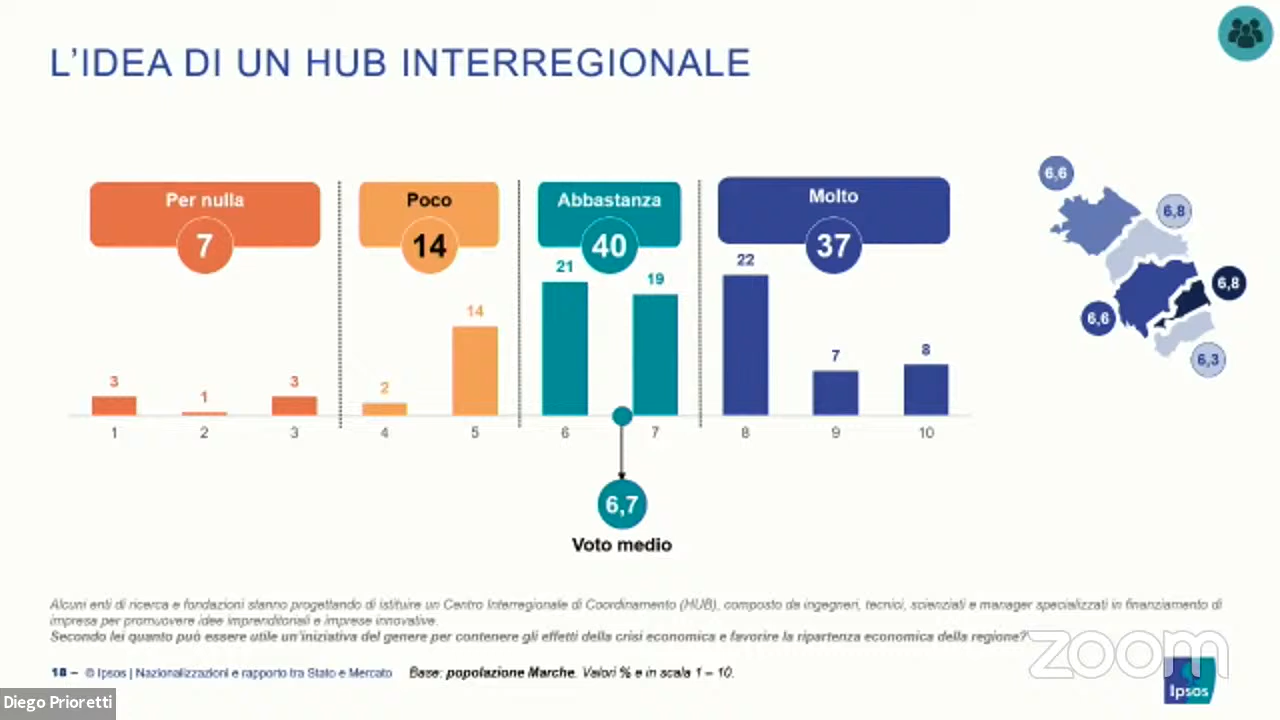 L'IDEA DI UN HUB INTERREGIONALE
Per nulla
7
Poco
14
Abbastanza
40
Molto
37
3
1
3
2
14
21
19
22
7
8
1
2
3
4
5
6
7
8
9
10
6,7
Voto medio
6,6
6,8
6,8
6,6
6,3
Alcuni enti di ricerca e fondazioni stanno progettando di istituire un Centro Interregionale di Coordinamento (HUB), composto da ingegneri, tecnici, scienziati e manager specializzati in finanziamento di
impresa per promuovere idee imprenditoriali e imprese innovative.
Secondo lei quanto può essere utile un'iniziativa del genere per contenere gli effetti della crisi economica e favorire la ripartenza economica della regione?
zoom
18 – © Ipsos | Nazionalizzazioni e rapporto tra Stato e Mercato
Base: popolazione Marche. Valori % e in scala 1 – 10.
Ipsos
Diego Prioretti